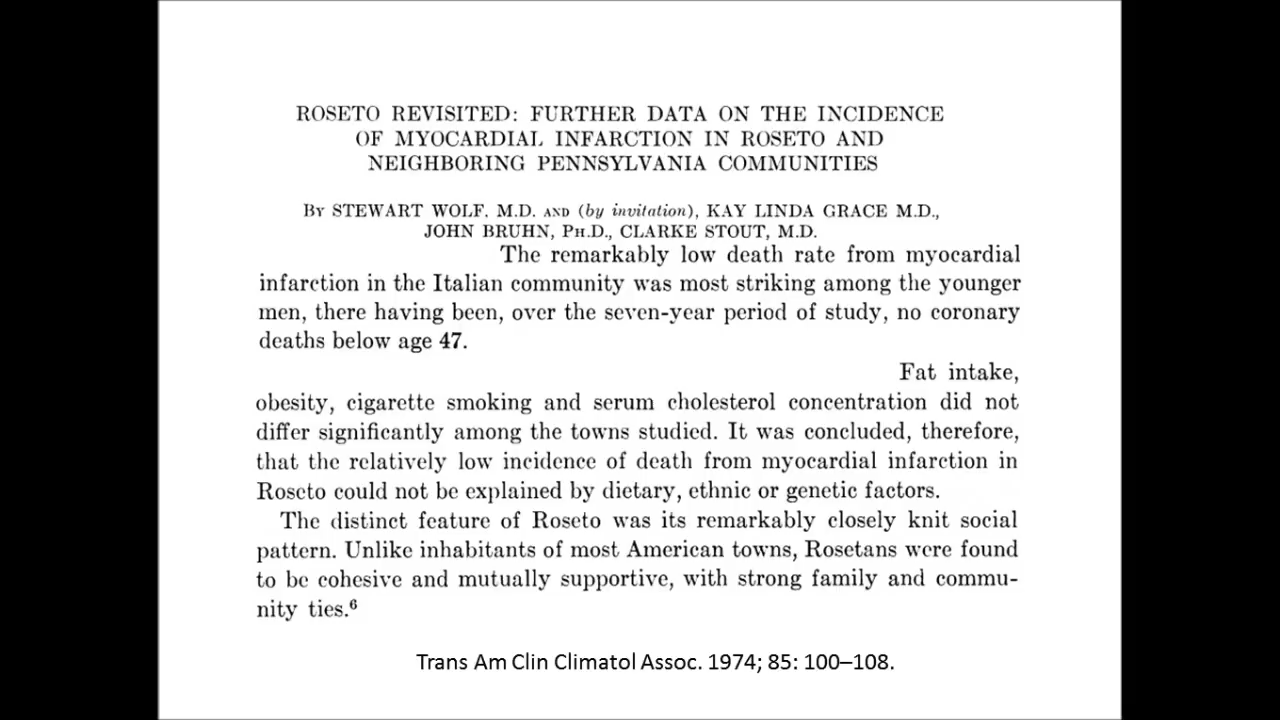 ROSETO REVISITED: FURTHER DATA ON THE INCIDENCE
OF MYOCARDIAL INFARCTION IN ROSETO AND
NEIGHBORING PENNSYLVANIA COMMUNITIES
By STEWART WOLF. M.D. AND (by invitation), KAY LINDA GRACE M.D.,
JOHN BRUHN, Ph.D., CLARKE STOUT, M.D.
The remarkably low death rate from myocardial
infarction in the Italian community was most striking among the younger
men, there having been, over the seven-year period of study, no coronary
deaths below age 47.
Fat intake,
obesity, cigarette smoking and serum cholesterol concentration did not
differ significantly among the towns studied. It was concluded, therefore,
that the relatively low incidence of death from myocardial infarction in
Roseto could not be explained by dietary, ethnic or genetic factors.
The distinct feature of Roseto was its remarkably closely knit social
pattern. Unlike inhabitants of most American towns, Rosetans were found
to be cohesive and mutually supportive, with strong family and commu-
nity ties.⁶
Trans Am Clin Climatol Assoc. 1974; 85: 100–108.